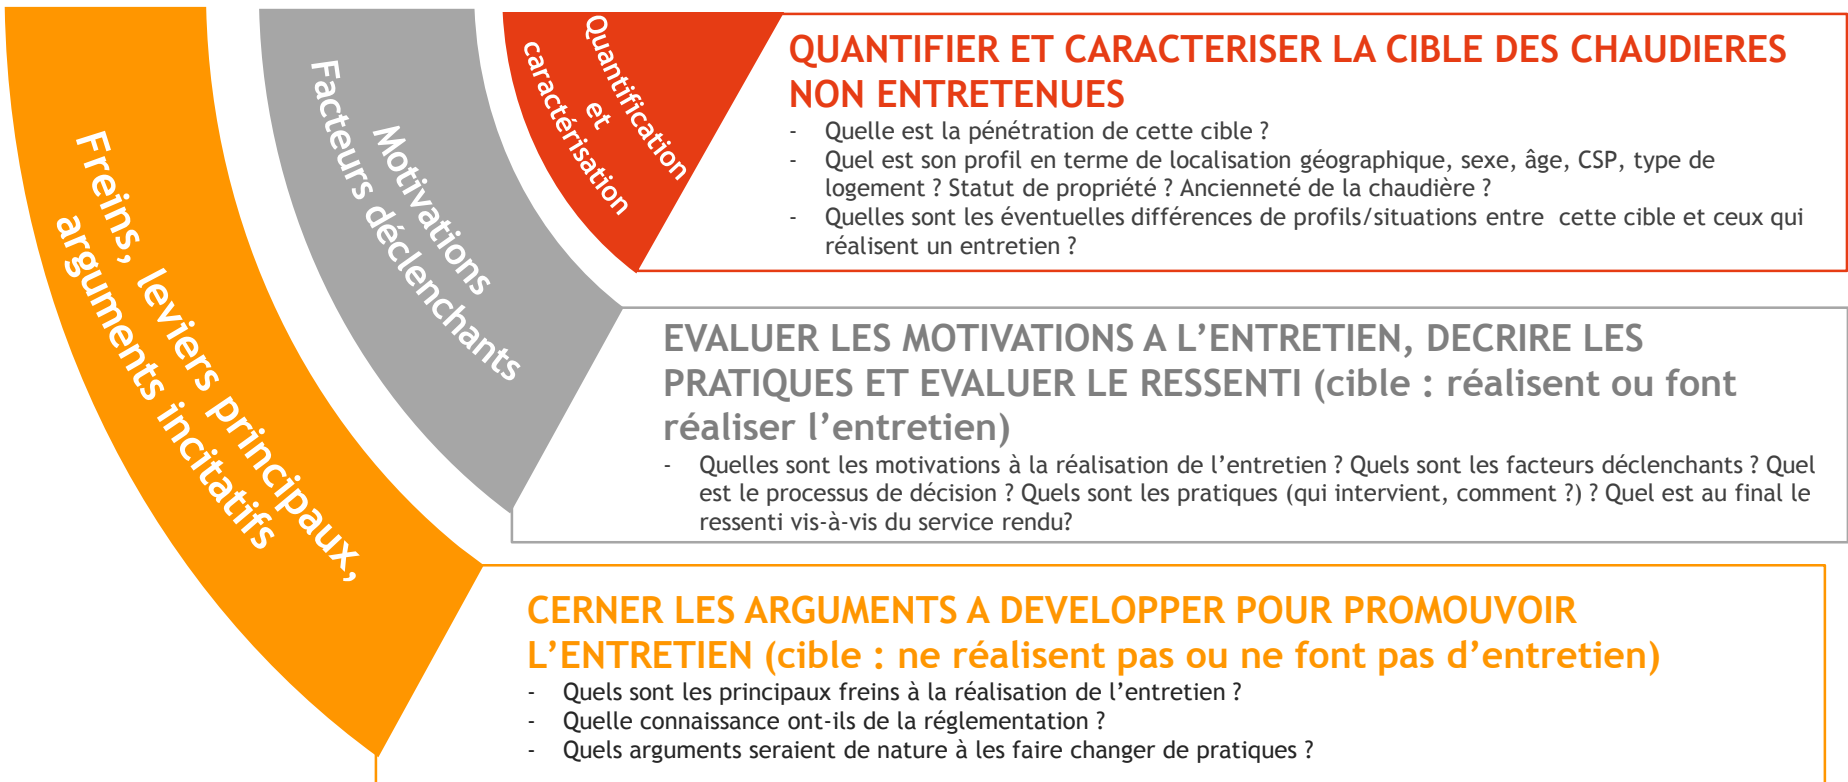 Quantification
et
caractérisation
QUANTIFIER ET CARACTERISER LA CIBLE DES CHAUDIERES
NON ENTRETENUES
- Quelle est la pénétration de cette cible ?
- Quel est son profil en terme de localisation géographique, sexe, âge, CSP, type de
logement ? Statut de propriété ? Ancienneté de la chaudière ?
- Quelles sont les éventuelles différences de profils/situations entre cette cible et ceux qui
réalisent un entretien ?
Motivations
Facteurs déclenchants
EVALUER LES MOTIVATIONS A L’ENTRETIEN, DECRIRE LES
PRATIQUES ET EVALUER LE RESSENTI (cible : réalisent ou font
réaliser l’entretien)
- Quelles sont les motivations à la réalisation de l’entretien ? Quels sont les facteurs déclenchants ? Quel
est le processus de décision ? Quels sont les pratiques (qui intervient, comment ?) ? Quel est au final le
ressenti vis-à-vis du service rendu?
Freins, leviers principaux,
arguments incitatifs
CERNER LES ARGUMENTS A DEVELOPPER POUR PROMOUVOIR
L’ENTRETIEN (cible : ne réalisent pas ou ne font pas d’entretien)
- Quels sont les principaux freins à la réalisation de l’entretien ?
- Quelle connaissance ont-ils de la réglementation ?
- Quels arguments seraient de nature à les faire changer de pratiques ?